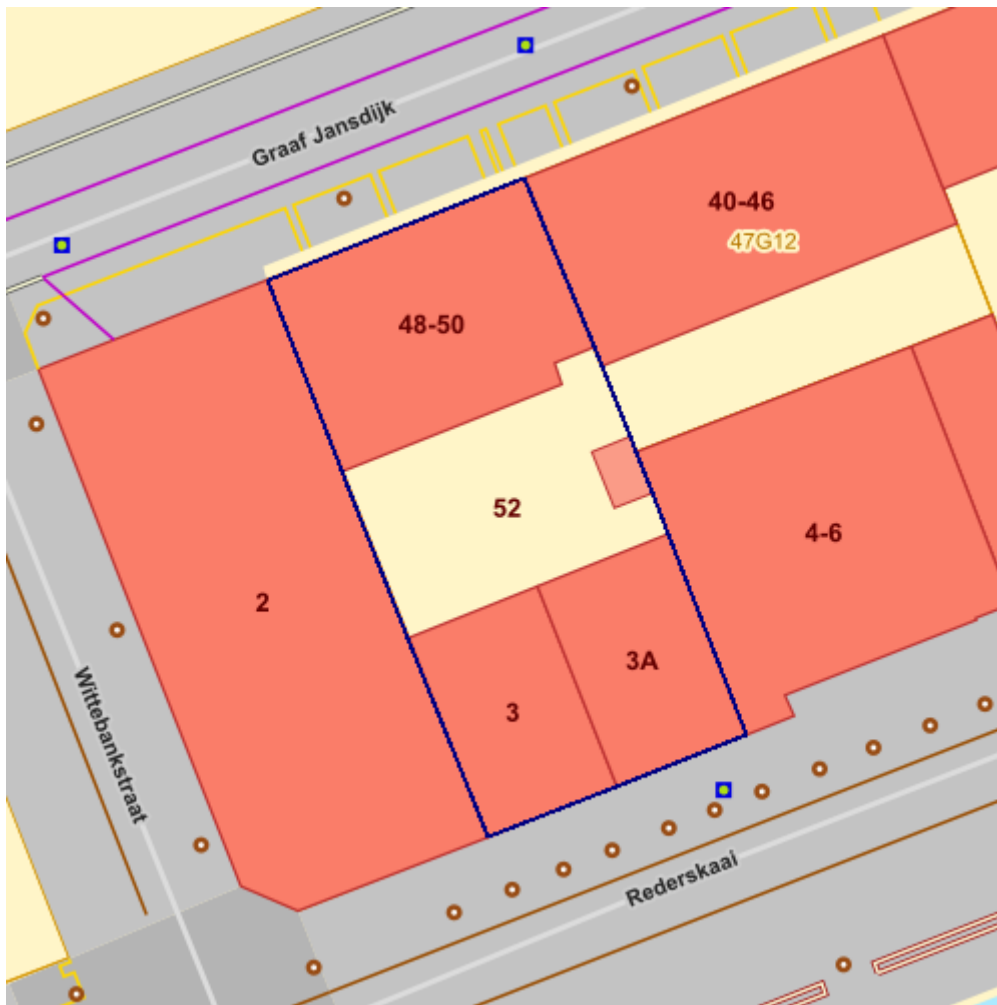 Graaf Jansdijk
40-46
47G12
48-50
52
4-6
2
3A
3
Wittebankstraat
Rederskaai